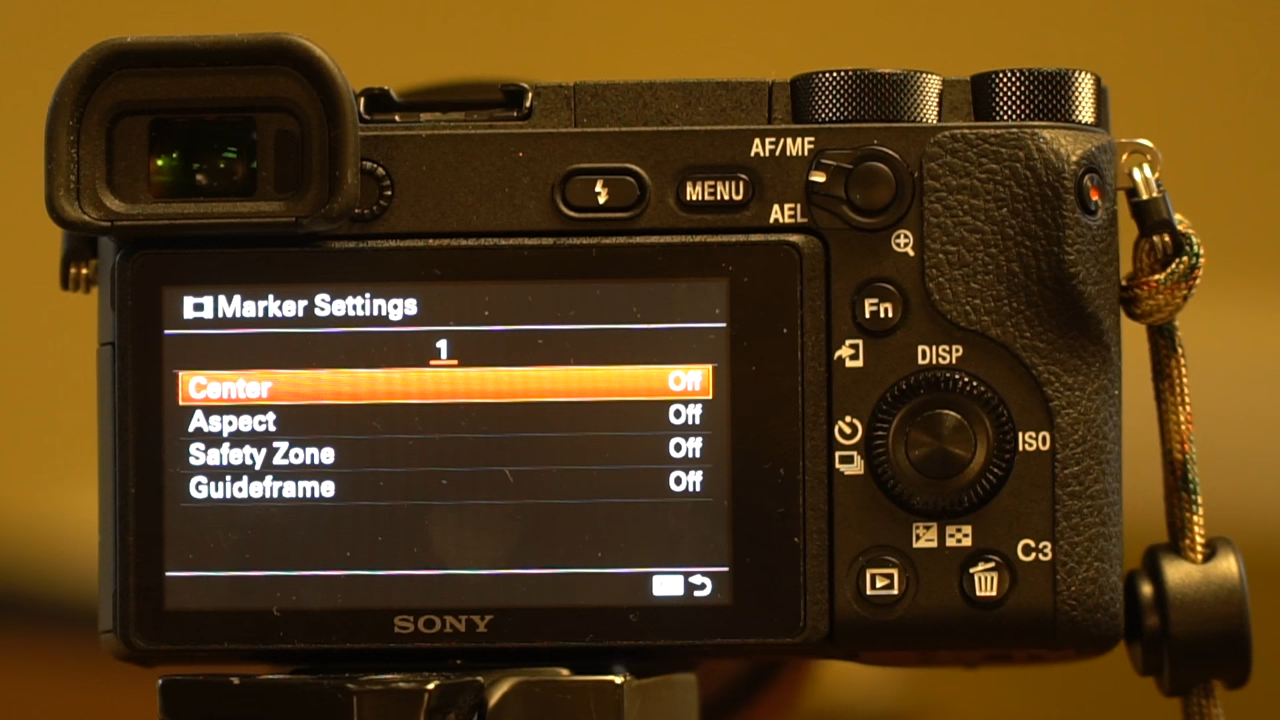 AF/MF
MENU
AEL
Marker Settings
1
Center Off
Aspect Off
Safety Zone Off
Guideframe Off
SONY
Fn
DISP
ISO
C3